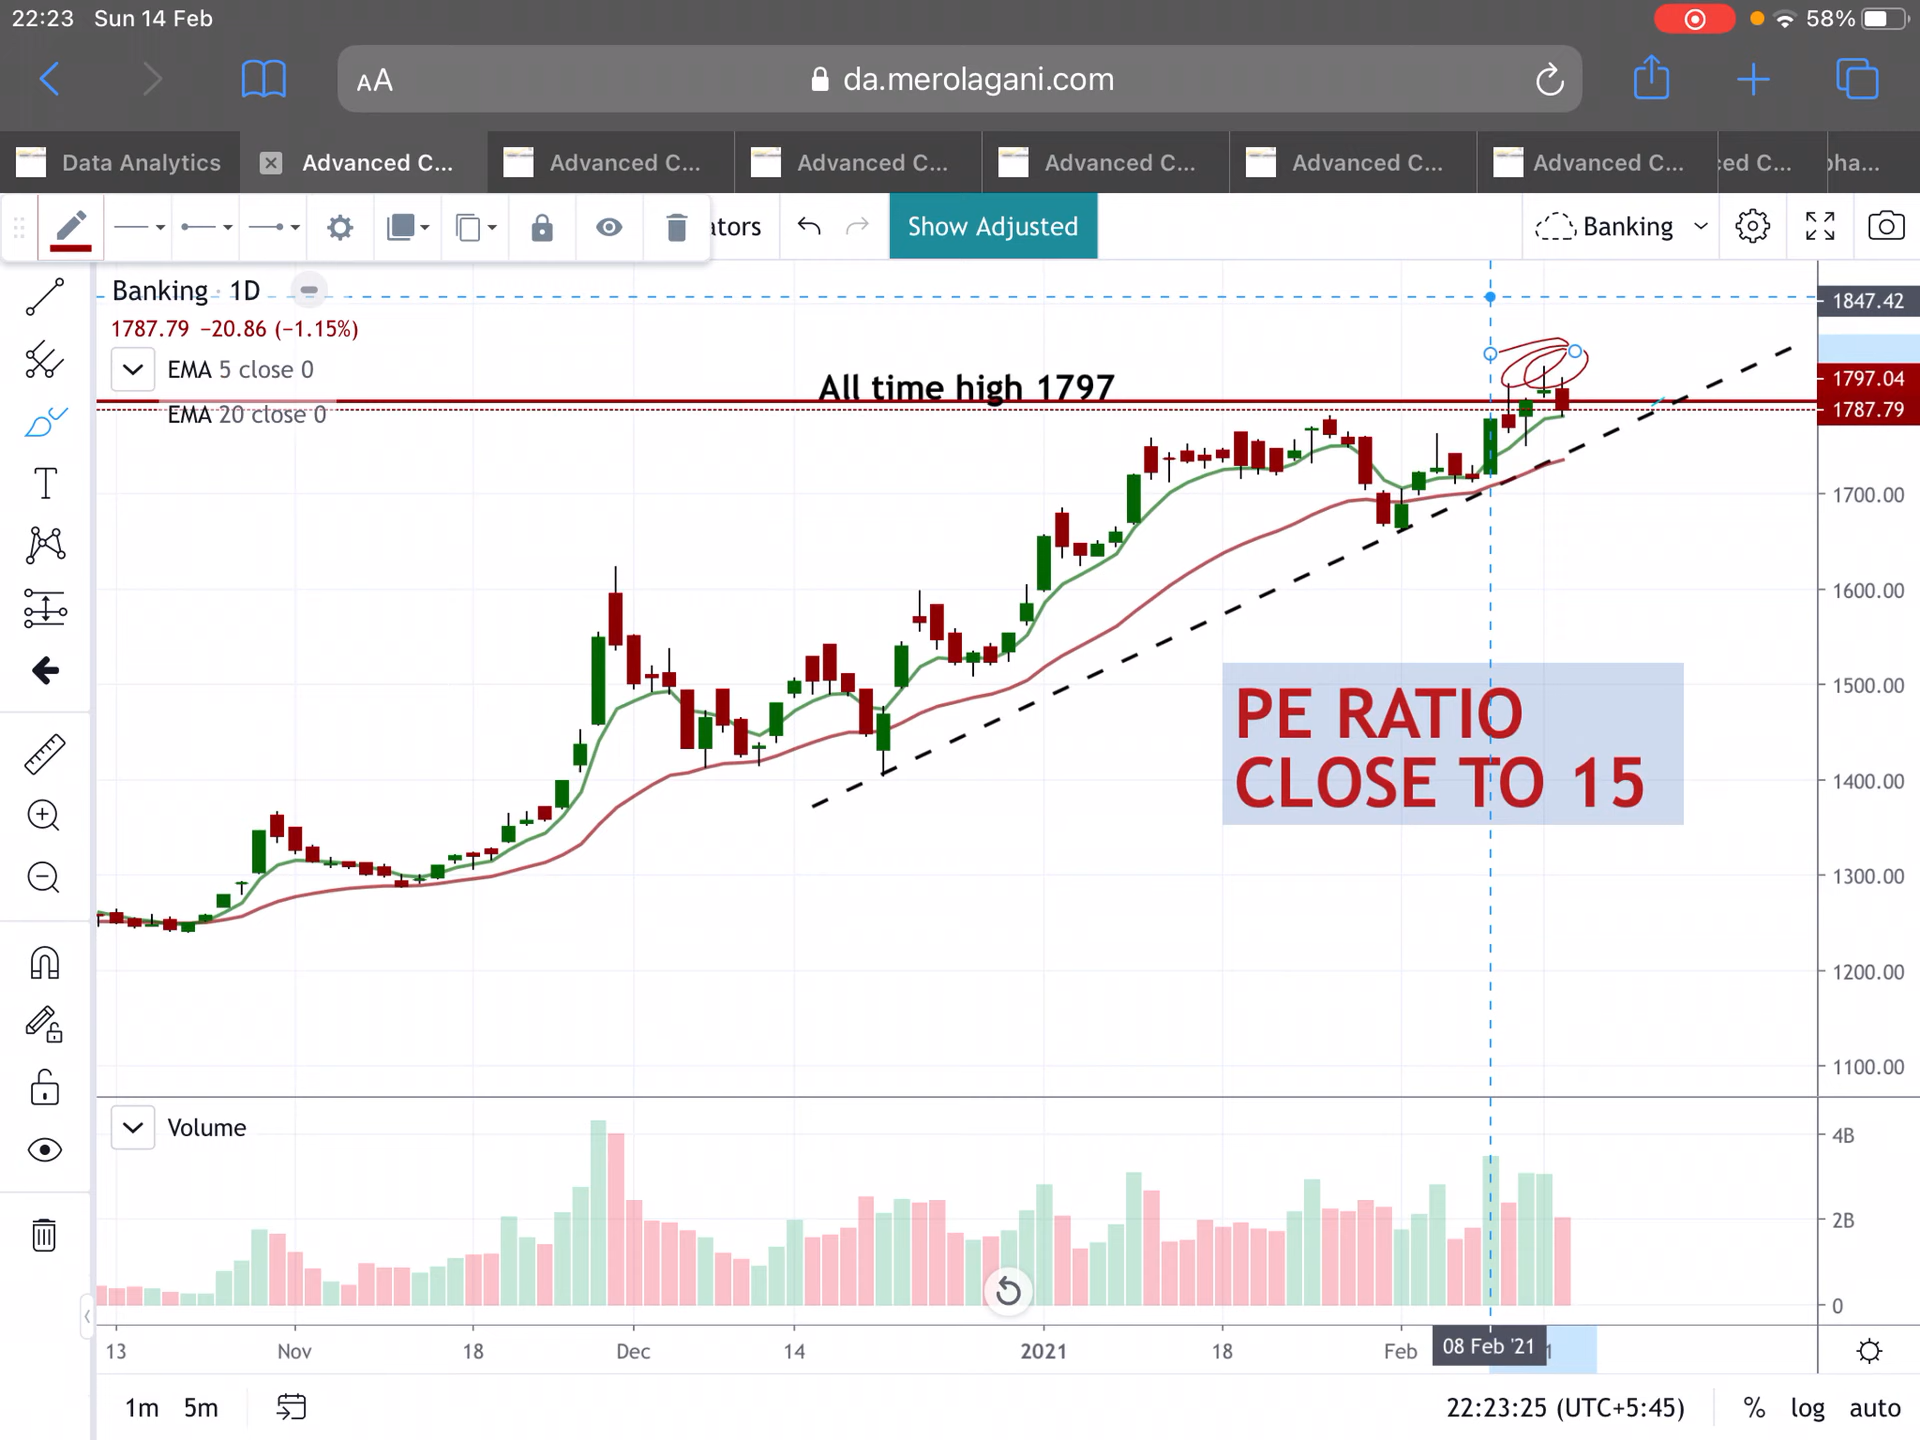 22:23 Sun 14 Feb
58%
AA
da.merolagani.com
Data Analytics
Advanced C...
Advanced C...
Advanced C...
Advanced C...
Advanced C...
Advanced C...
ed C...
ators
Show Adjusted
Banking
Banking · 1D
1787.79 −20.86 (−1.15%)
EMA 5 close 0
EMA 20 close 0
All time high 1797
1847.42
1797.04
1787.79
1700.00
1600.00
1500.00
1400.00
1300.00
1200.00
1100.00
PE RATIO
CLOSE TO 15
Volume
4B
2B
0
13 Nov 18 Dec 14 2021 18 Feb 08 Feb '21
1m 5m
22:23:25 (UTC+5:45)
% log auto